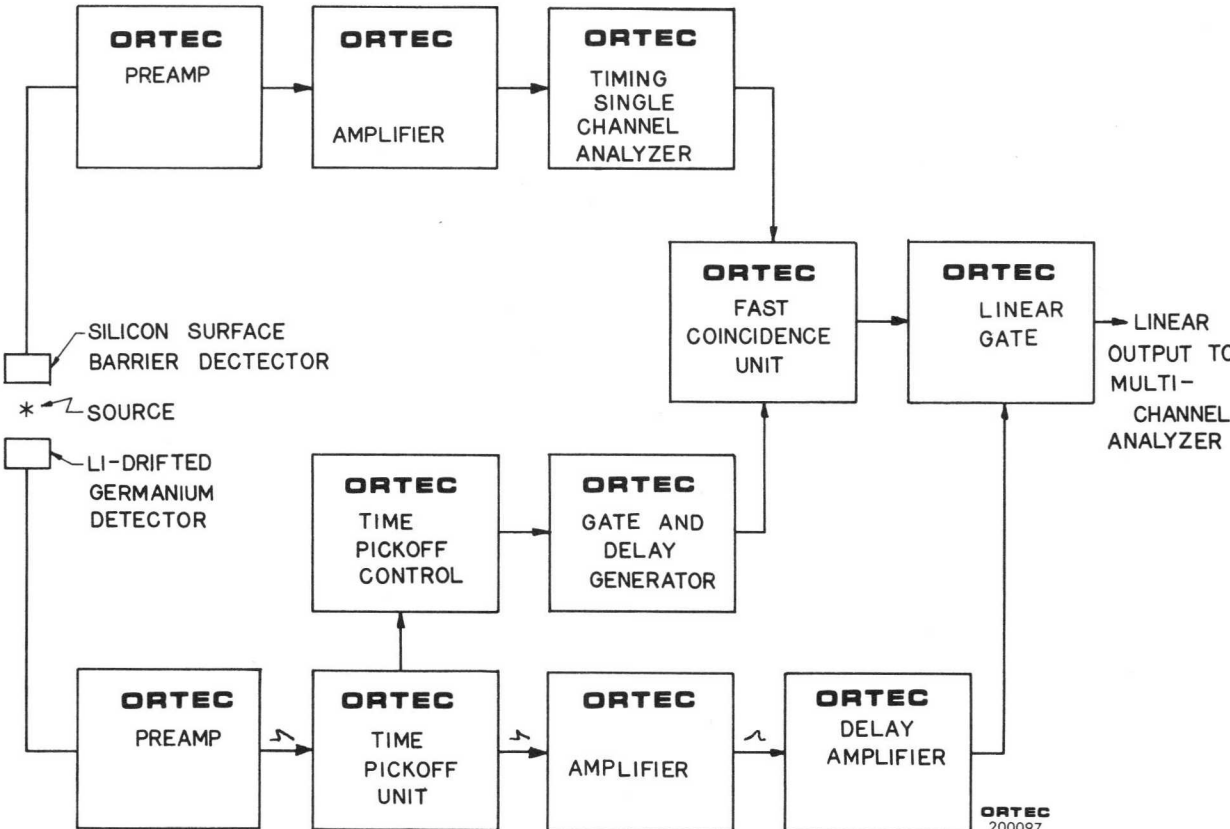 ORTEC
PREAMP
ORTEC
AMPLIFIER
ORTEC
TIMING
SINGLE
CHANNEL
ANALYZER
ORTEC
FAST
COINCIDENCE
UNIT
ORTEC
LINEAR
GATE
LINEAR
OUTPUT TO
MULTI-
CHANNEL
ANALYZER
SILICON SURFACE
BARRIER DECTECTOR
* SOURCE
LI-DRIFTED
GERMANIUM
DETECTOR
ORTEC
TIME
PICKOFF
CONTROL
ORTEC
GATE AND
DELAY
GENERATOR
ORTEC
PREAMP
ORTEC
TIME
PICKOFF
UNIT
ORTEC
AMPLIFIER
ORTEC
DELAY
AMPLIFIER
ORTEC
200097